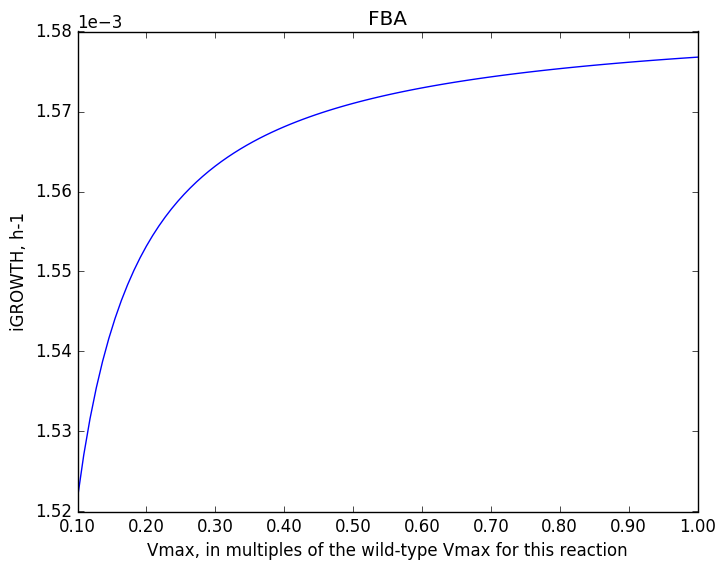 FBA
1e−3
1.58
1.57
1.56
1.55
1.54
1.53
1.52
iGROWTH, h-1
0.10 0.20 0.30 0.40 0.50 0.60 0.70 0.80 0.90 1.00
Vmax, in multiples of the wild-type Vmax for this reaction